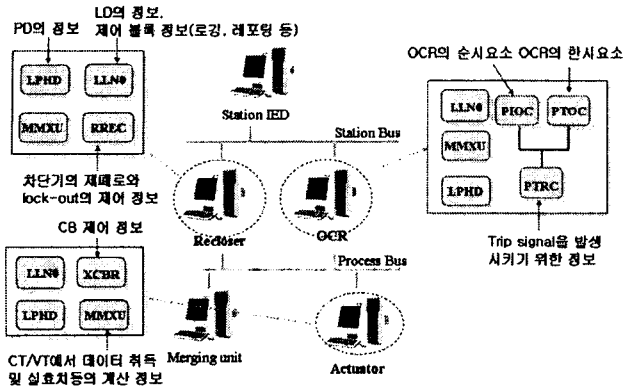 PD의 정보
LD의 정보,
제어 블록 정보(로깅, 레포팅 등)
LPHD
LLN0
MMXU
RREC
차단기의 재폐로와
lock-out의 제어 정보
Station IED
Station Bus
OCR의 순시요소 OCR의 한시요소
LLN0
PIOC
PTOC
MMXU
LPHD
PTRC
Trip signal을 발생
시키기 위한 정보
Recloser
OCR
Process Bus
CB 제어 정보
LLN0
XCBR
LPHD
MMXU
CT/VT에서 데이터 취득
및 실효치등의 계산 정보
Merging unit
Actuator